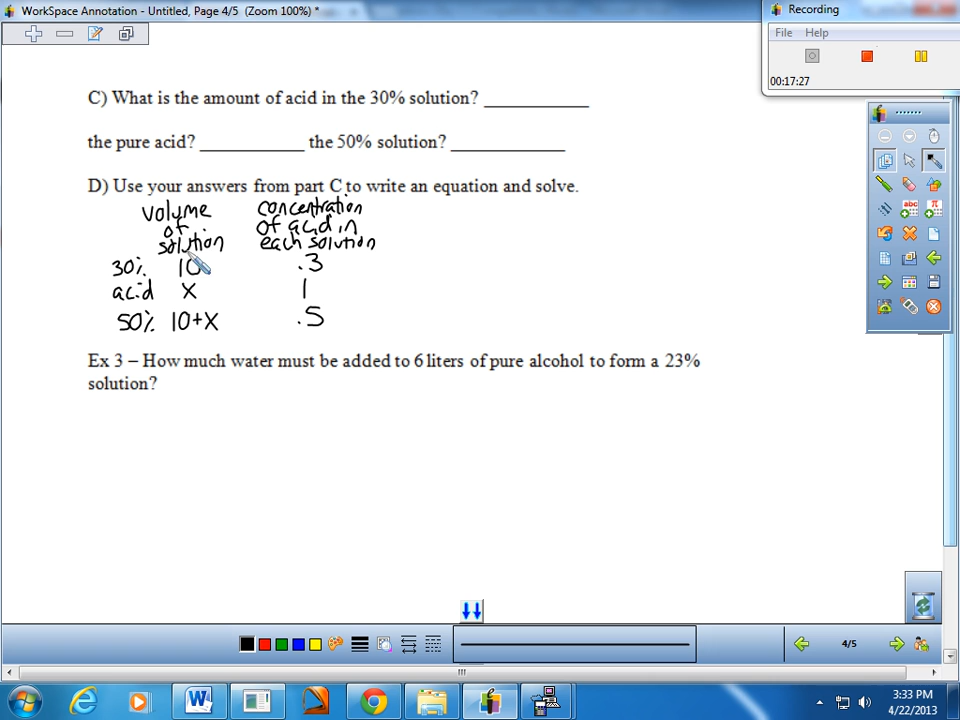 WorkSpace Annotation - Untitled, Page 4/5 (Zoom 100%) *
Recording
File Help
00:17:27
C) What is the amount of acid in the 30% solution? __________
the pure acid? __________ the 50% solution? ___________
D) Use your answers from part C to write an equation and solve.
volume of solution
concentration of acid in each solution
30% 10 .3
acid x 1
50% 10+x .5
Ex 3 – How much water must be added to 6 liters of pure alcohol to form a 23%
solution?
abc
π
4/5
3:33 PM
4/22/2013